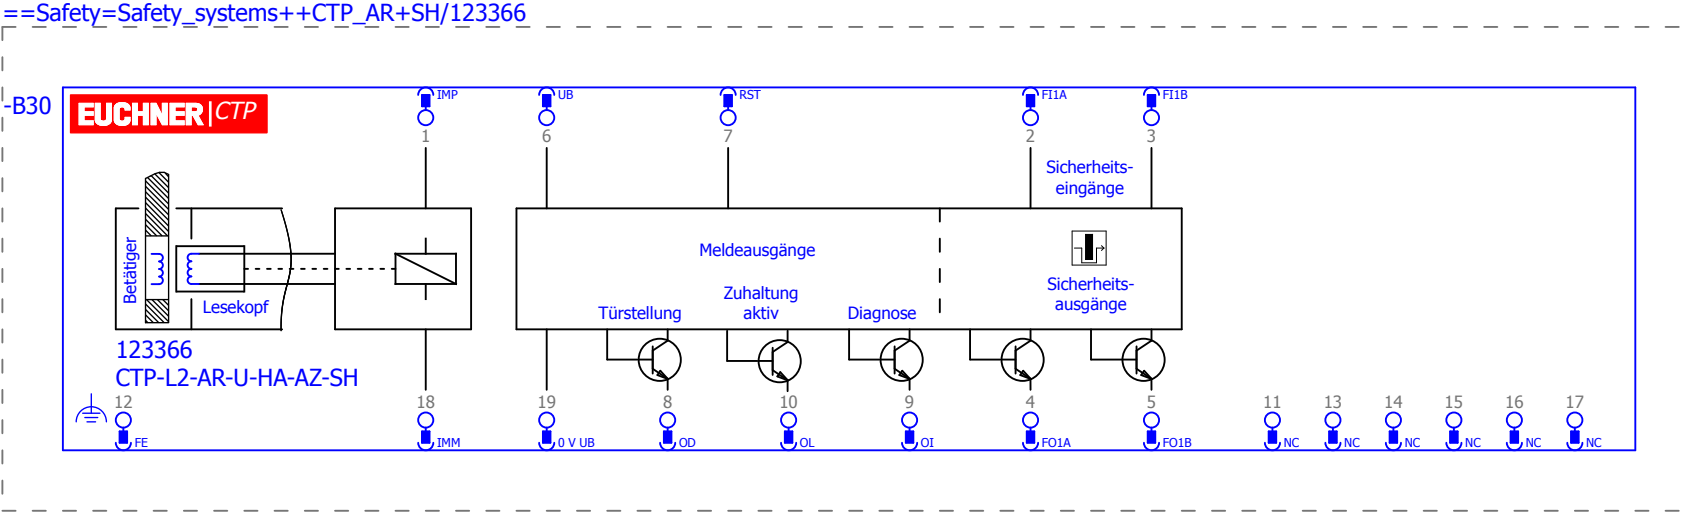 ==Safety=Safety_systems++CTP_AR+SH/123366
-B30
EUCHNER|CTP
IMP
UB
RST
FI1A
FI1B
1
6
7
2
3
Sicherheits-
eingänge
Betätiger
Lesekopf
Meldeausgänge
Türstellung
Zuhaltung
aktiv
Diagnose
Sicherheits-
ausgänge
123366
CTP-L2-AR-U-HA-AZ-SH
12
18
19
8
10
9
4
5
11
13
14
15
16
17
FE
IMM
0 V UB
OD
OL
OI
FO1A
FO1B
NC
NC
NC
NC
NC
NC